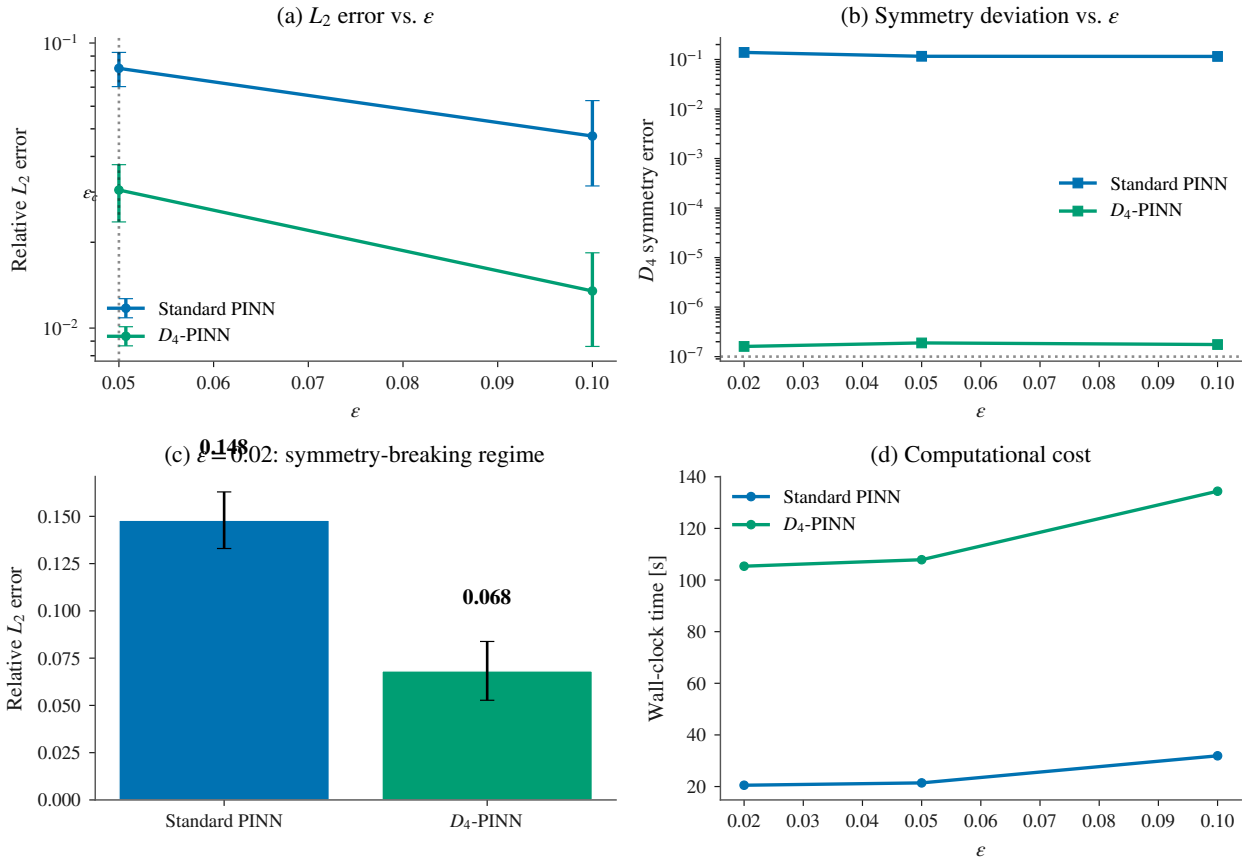 (a) L₂ error vs. ε
10⁻¹
10⁻²
Relative L₂ error
ε꜀
Standard PINN
D₄-PINN
0.05 0.06 0.07 0.08 0.09 0.10
ε
(b) Symmetry deviation vs. ε
10⁻¹
10⁻²
10⁻³
10⁻⁴
10⁻⁵
10⁻⁶
10⁻⁷
D₄ symmetry error
Standard PINN
D₄-PINN
0.02 0.03 0.04 0.05 0.06 0.07 0.08 0.09 0.10
ε
(c) ε = 0.02: symmetry-breaking regime
0.148
0.068
0.150
0.125
0.100
0.075
0.050
0.025
0.000
Relative L₂ error
Standard PINN D₄-PINN
(d) Computational cost
140
120
100
80
60
40
20
Wall-clock time [s]
Standard PINN
D₄-PINN
0.02 0.03 0.04 0.05 0.06 0.07 0.08 0.09 0.10
ε